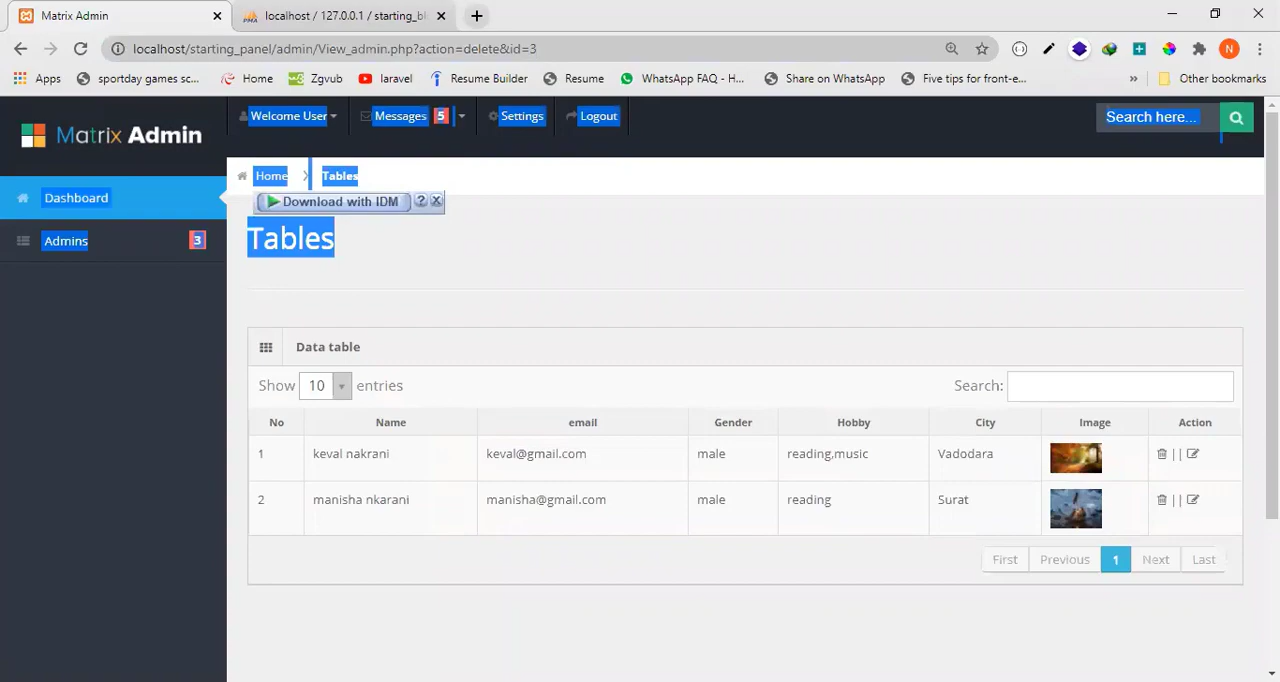 Matrix Admin
localhost / 127.0.0.1 / starting_bl
localhost/starting_panel/admin/View_admin.php?action=delete&id=3
N
Apps
sportday games sc...
Home
Zgvub
laravel
Resume Builder
Resume
WhatsApp FAQ - H...
Share on WhatsApp
Five tips for front-e...
»
Other bookmarks
Matrix Admin
Welcome User
Messages 5
Settings
Logout
Search here...
Home > Tables
Dashboard
Download with IDM ? X
Admins 3
Tables
Data table
Show 10 entries
Search:
No Name email Gender Hobby City Image Action
1 keval nakrani keval@gmail.com male reading,music Vadodara ||
2 manisha nkarani manisha@gmail.com male reading Surat ||
First Previous 1 Next Last